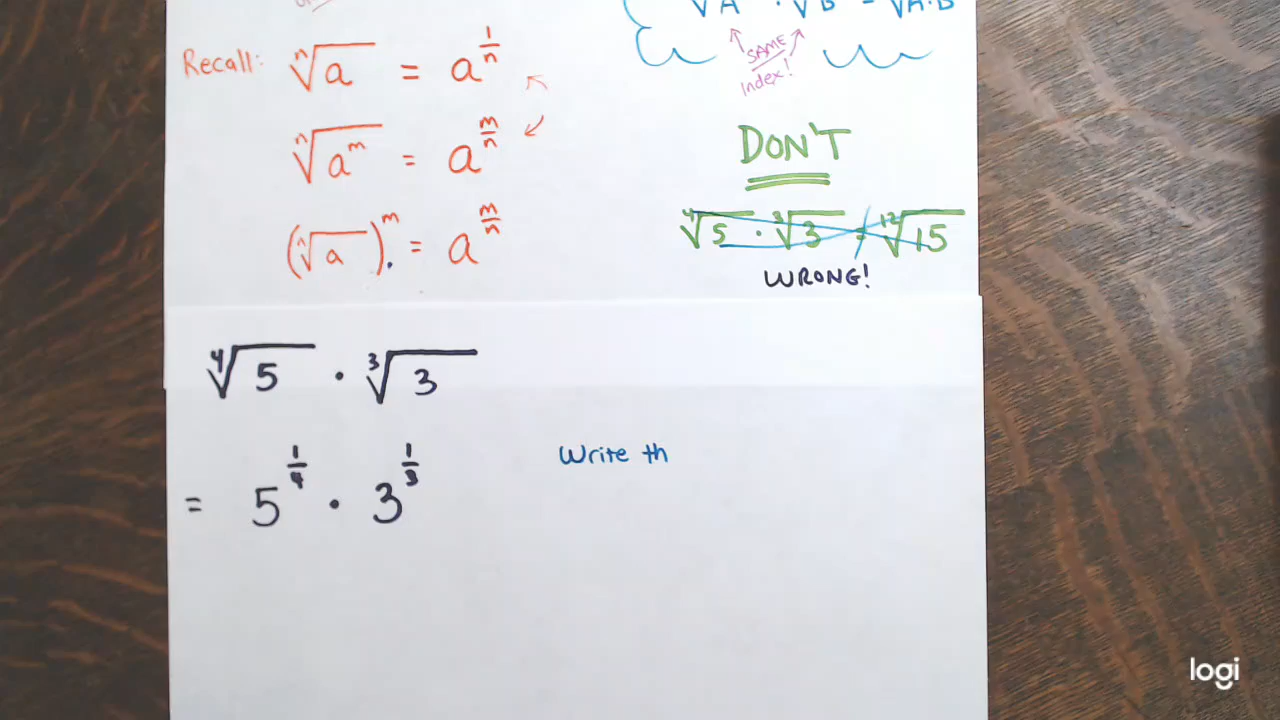 √A · √B = √A·B
SAME
Index!
Recall: ⁿ√a = a^(1/n)
ⁿ√a^m = a^(m/n)
(ⁿ√a)^m = a^(m/n)
DON'T
⁴√5 · ³√3 = ¹²√15
WRONG!
⁴√5 · ³√3
= 5^(1/4) · 3^(1/3)
Write th
logi